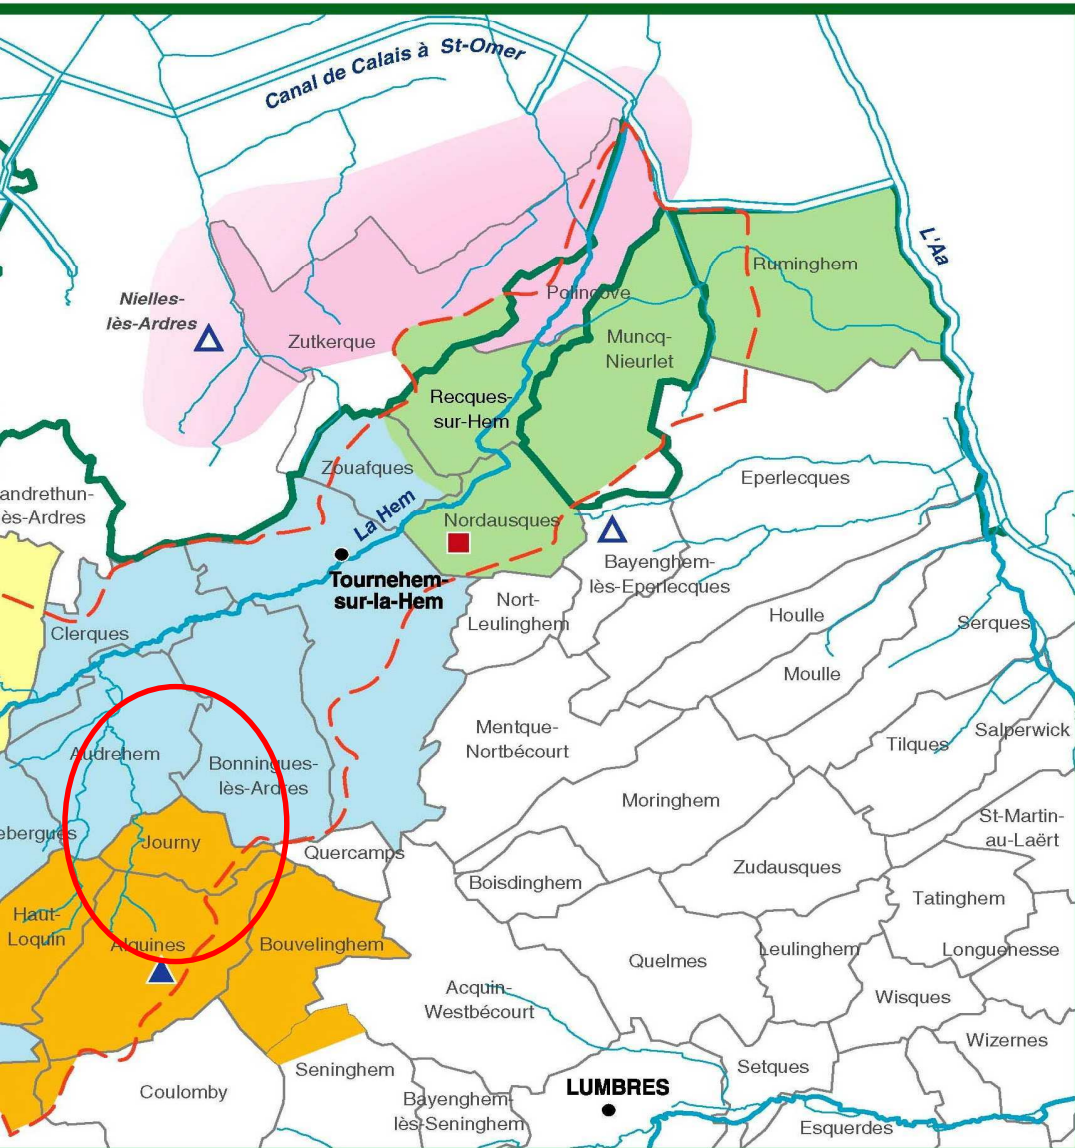 Canal de Calais à St-Omer
L'Aa
Ruminghem
Nielles-
lès-Ardres
Polincove
Zutkerque
Muncq-
Nieurlet
Recques-
sur-Hem
Zouafques
Eperlecques
andrethun-
ès-Ardres
La Hem
Nordausques
Tournehem-
sur-la-Hem
Bayenghem-
lès-Eperlecques
Nort-
Leulinghem
Houlle
Serques
Clerques
Moulle
Mentque-
Nortbécourt
Salperwick
Tilques
Audrehem
Bonningues-
lès-Ardres
Moringhem
St-Martin-
au-Laërt
ebergues
Journy
Quercamps
Zudausques
Boisdinghem
Tatinghem
Haut-
Loquin
Alquines
Bouvelinghem
Leulinghem
Longuenesse
Quelmes
Acquin-
Westbécourt
Wisques
Wizernes
Seninghem
Setques
Coulomby
LUMBRES
Bayenghem-
lès-Seninghem
Esquerdes